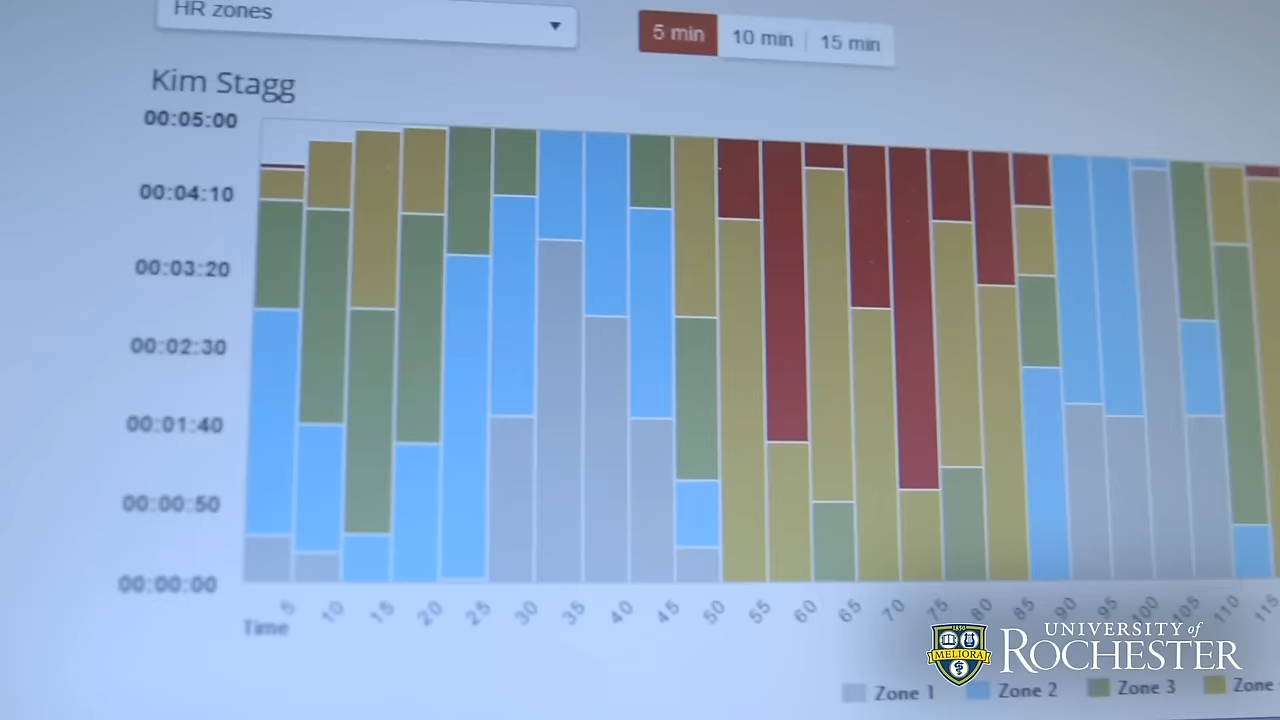 HR zones
5 min 10 min 15 min
Kim Stagg
00:05:00
00:04:10
00:03:20
00:02:30
00:01:40
00:00:50
00:00:00
5 10 15 20 25 30 35 40 45 50 55 60 65 70 75 80 85 90 95 100 105 110 115
Time
Zone 1 Zone 2 Zone 3 Zone
1850
MELIORA
UNIVERSITY of
ROCHESTER